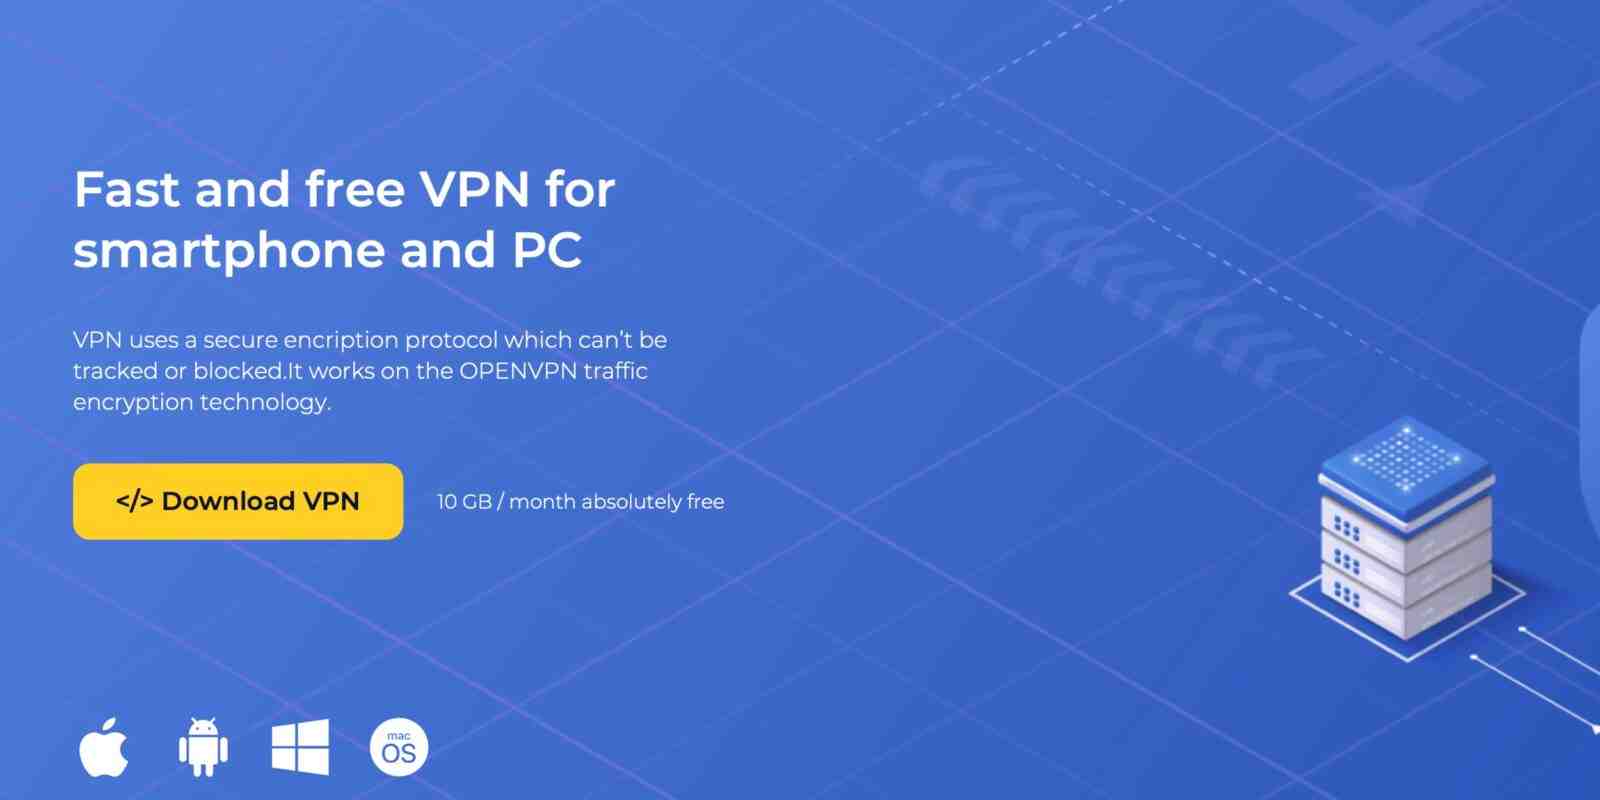 Fast and free VPN for
smartphone and PC
VPN uses a secure encription protocol which can't be
tracked or blocked.It works on the OPENVPN traffic
encryption technology.
</> Download VPN
10 GB / month absolutely free
mac
OS